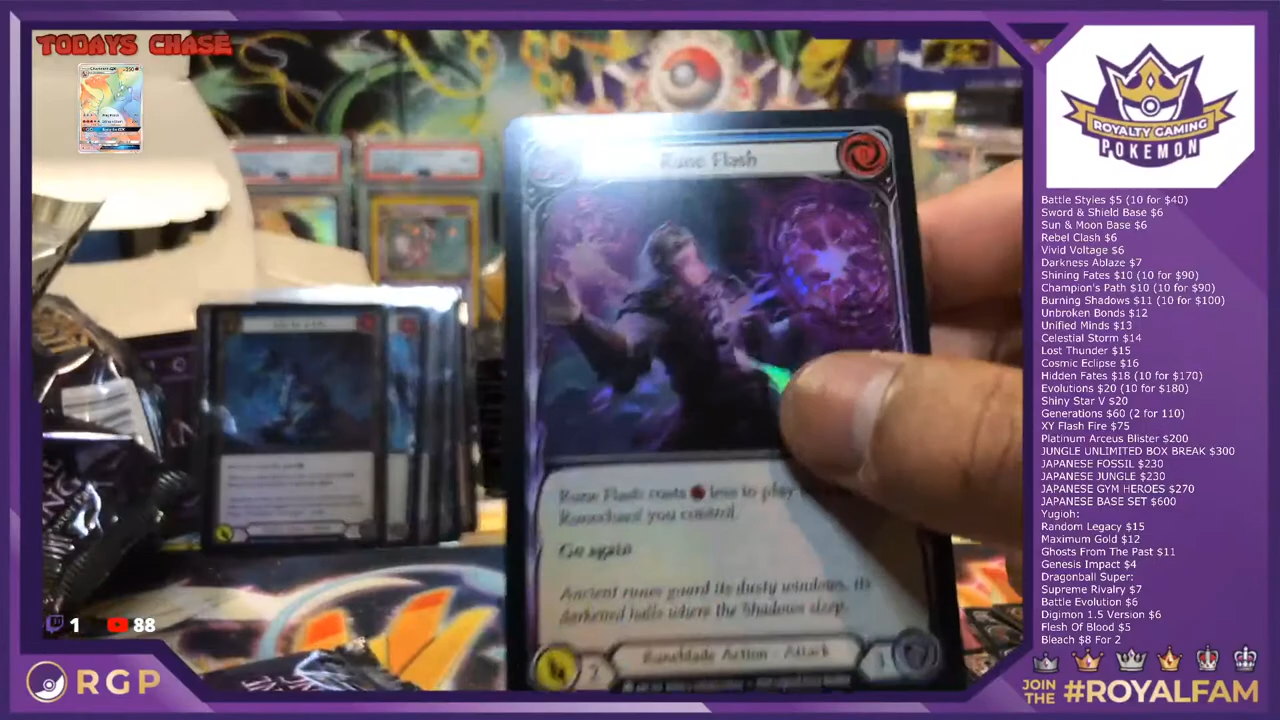 TODAYS CHASE
Rune Flash
Rune Flash costs less to play
Runechant you control.
Go again
Ancient runes guard its dusty windows, its
darkened halls where the Shadows sleep.
Runeblade Action - Attack
1
88
RGP
ROYALTY GAMING
POKEMON
Battle Styles $5 (10 for $40)
Sword & Shield Base $6
Sun & Moon Base $6
Rebel Clash $6
Vivid Voltage $6
Darkness Ablaze $7
Shining Fates $10 (10 for $90)
Champion's Path $10 (10 for $90)
Burning Shadows $11 (10 for $100)
Unbroken Bonds $12
Unified Minds $13
Celestial Storm $14
Lost Thunder $15
Cosmic Eclipse $16
Hidden Fates $18 (10 for $170)
Evolutions $20 (10 for $180)
Shiny Star V $20
Generations $60 (2 for 110)
XY Flash Fire $75
Platinum Arceus Blister $200
JUNGLE UNLIMITED BOX BREAK $300
JAPANESE FOSSIL $230
JAPANESE JUNGLE $230
JAPANESE GYM HEROES $270
JAPANESE BASE SET $600
Yugioh:
Random Legacy $15
Maximum Gold $12
Ghosts From The Past $11
Genesis Impact $4
Dragonball Super:
Supreme Rivalry $7
Battle Evolution $6
Digimon 1.5 Version $6
Flesh Of Blood $5
Bleach $8 For 2
JOIN
THE #ROYALFAM